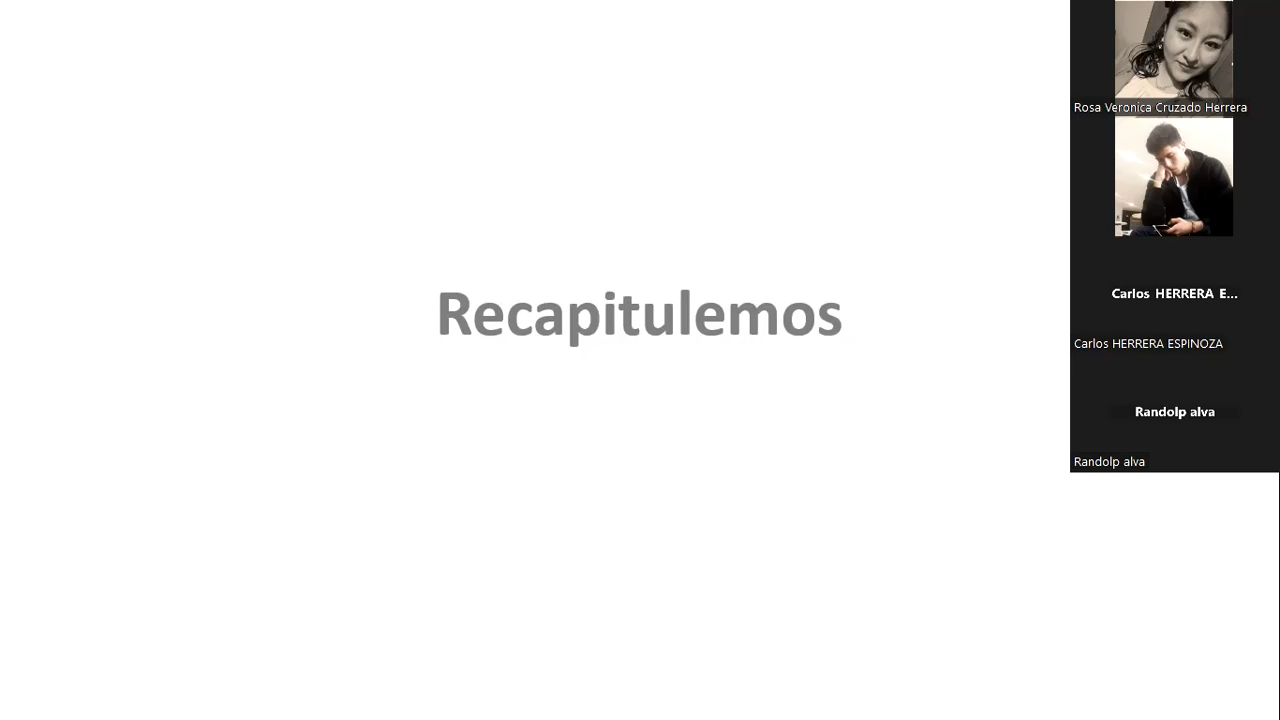 Recapitulemos
Rosa Veronica Cruzado Herrera
Carlos HERRERA E...
Carlos HERRERA ESPINOZA
Randolp alva
Randolp alva